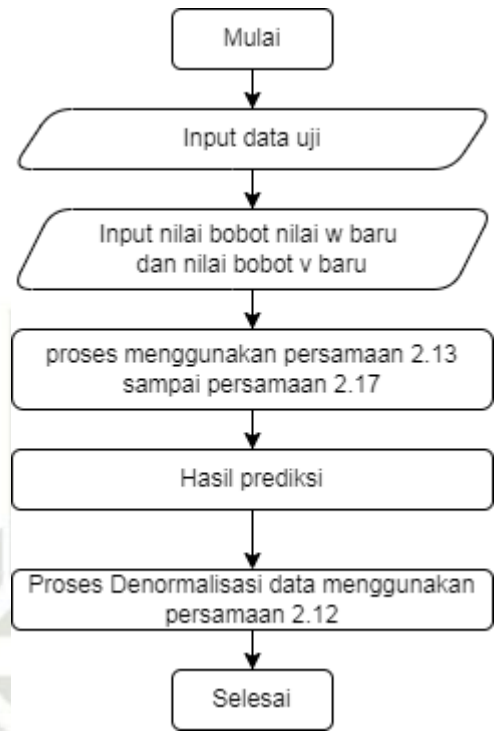 Mulai
Input data uji
Input nilai bobot nilai w baru
dan nilai bobot v baru
proses menggunakan persamaan 2.13
sampai persamaan 2.17
Hasil prediksi
Proses Denormalisasi data menggunakan
persamaan 2.12
Selesai